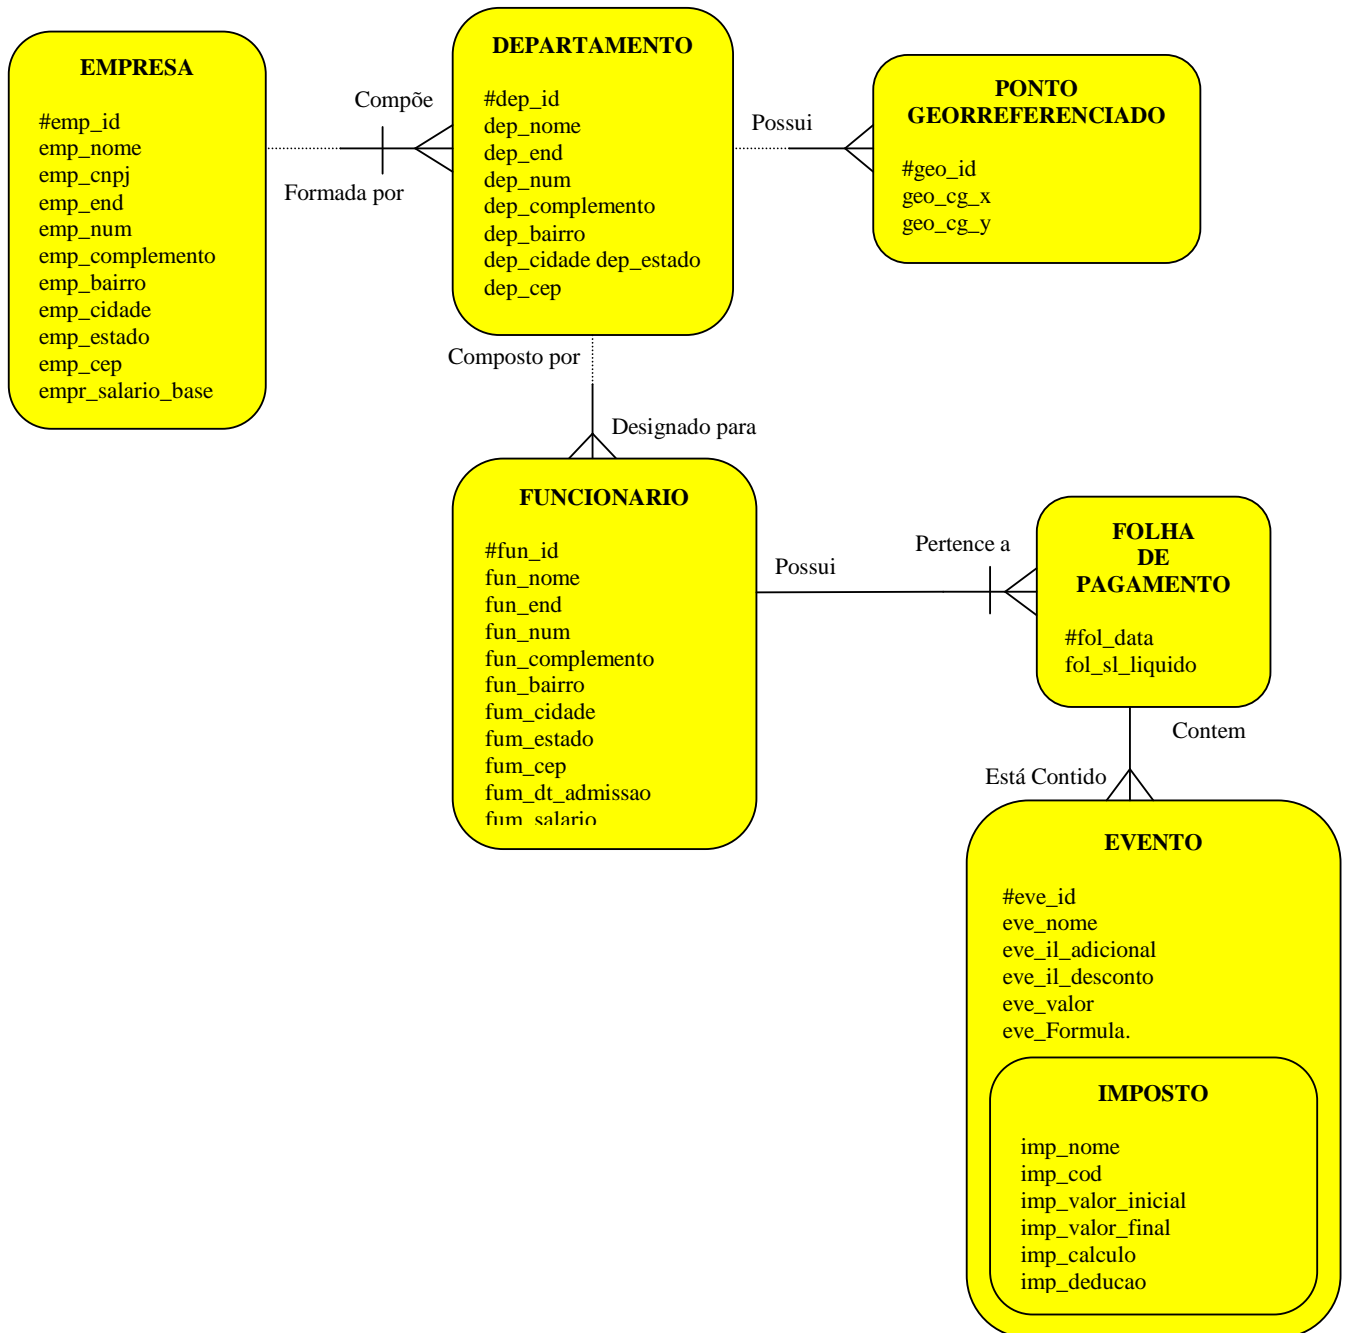 EMPRESA
#emp_id
emp_nome
emp_cnpj
emp_end
emp_num
emp_complemento
emp_bairro
emp_cidade
emp_estado
emp_cep
empr_salario_base
Compõe
Formada por
DEPARTAMENTO
#dep_id
dep_nome
dep_end
dep_num
dep_complemento
dep_bairro
dep_cidade dep_estado
dep_cep
Possui
PONTO
GEORREFERENCIADO
#geo_id
geo_cg_x
geo_cg_y
Composto por
Designado para
FUNCIONARIO
#fun_id
fun_nome
fun_end
fun_num
fun_complemento
fun_bairro
fum_cidade
fum_estado
fum_cep
fum_dt_admissao
fum_salario
Possui
Pertence a
FOLHA
DE
PAGAMENTO
#fol_data
fol_sl_liquido
Contem
Está Contido
EVENTO
#eve_id
eve_nome
eve_il_adicional
eve_il_desconto
eve_valor
eve_Formula.
IMPOSTO
imp_nome
imp_cod
imp_valor_inicial
imp_valor_final
imp_calculo
imp_deducao